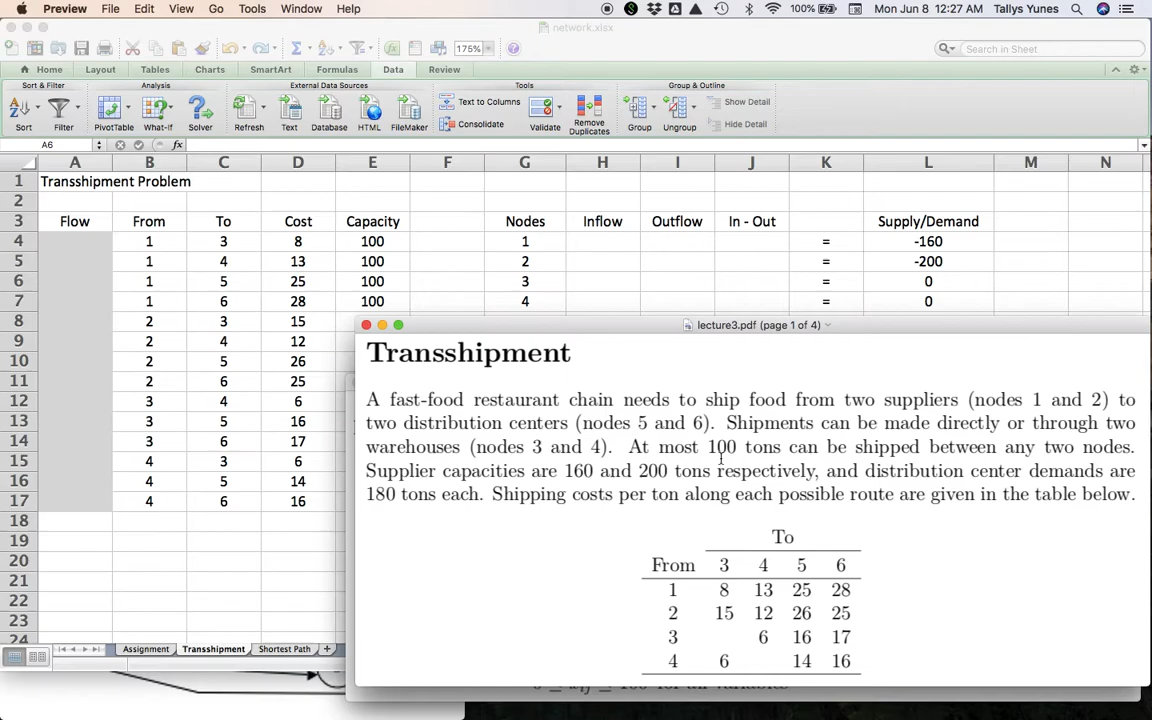 Preview File Edit View Go Tools Window Help 100% Mon Jun 8 12:27 AM Tallys Yunes
network.xlsx
175% Search in Sheet
Home Layout Tables Charts SmartArt Formulas Data Review
Sort & Filter Analysis External Data Sources Tools Group & Outline
Text to Columns Show Detail
Consolidate Hide Detail
Sort Filter PivotTable What-If Solver Refresh Text Database HTML FileMaker Validate Remove Duplicates Group Ungroup
A6 fx
A B C D E F G H I J K L M N
1 Transshipment Problem
2
3 Flow From To Cost Capacity Nodes Inflow Outflow In - Out Supply/Demand
4 1 3 8 100 1 = -160
5 1 4 13 100 2 = -200
6 1 5 25 100 3 = 0
7 1 6 28 100 4 = 0
8 2 3 15
9 2 4 12
10 2 5 26
11 2 6 25
12 3 4 6
13 3 5 16
14 3 6 17
15 4 3 6
16 4 5 14
17 4 6 16
18
19
20
21
22
23
24
Assignment Transshipment Shortest Path +
lecture3.pdf (page 1 of 4)
Transshipment
A fast-food restaurant chain needs to ship food from two suppliers (nodes 1 and 2) to
two distribution centers (nodes 5 and 6). Shipments can be made directly or through two
warehouses (nodes 3 and 4). At most 100 tons can be shipped between any two nodes.
Supplier capacities are 160 and 200 tons respectively, and distribution center demands are
180 tons each. Shipping costs per ton along each possible route are given in the table below.
To
From 3 4 5 6
1 8 13 25 28
2 15 12 26 25
3 6 16 17
4 6 14 16